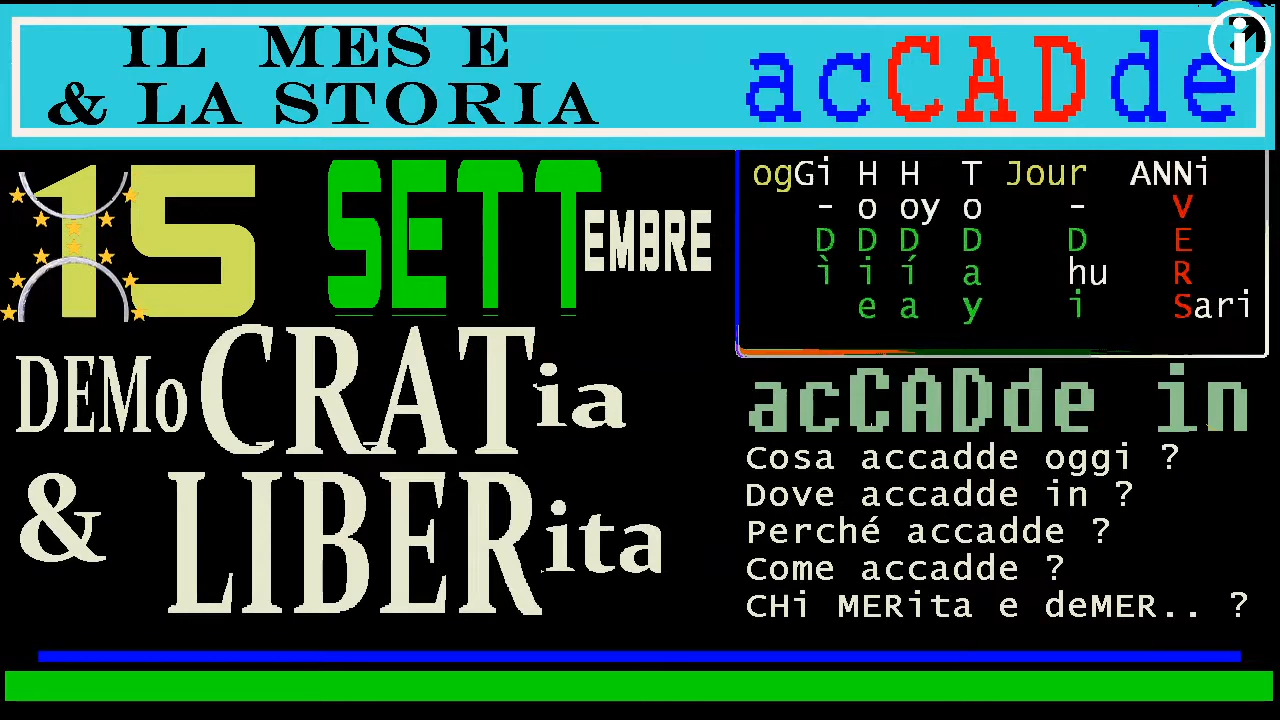 IL MES E
& LA STORIA
acCADde
15 SETTEMBRE
DEMoCRATia
& LIBERita
ogGi H H T Jour ANNi
- o oy o - V
D D D D D E
ì i í a hu R
e a y i Sari
acCADde in
Cosa accadde oggi ?
Dove accadde in ?
Perché accadde ?
Come accadde ?
CHi MERita e deMER.. ?